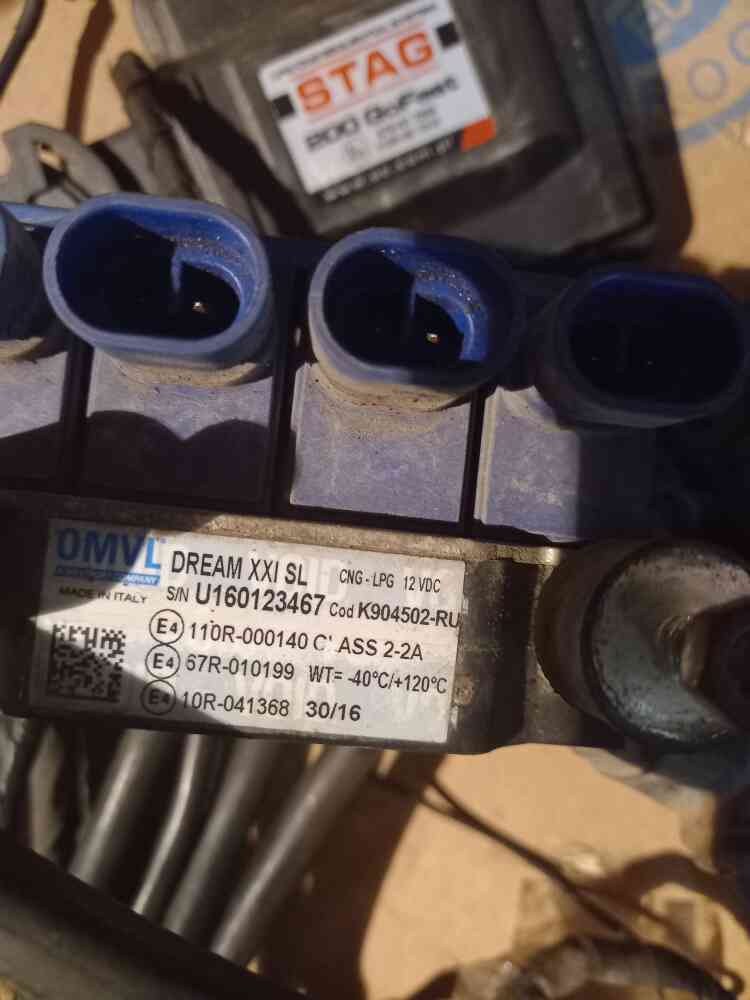 STAG
200 GoFast
OMVL
MADE IN ITALY
DREAM XXI SL CNG - LPG 12 VDC
S/N U160123467 Cod K904502-RU
E4 110R-000140 C' ASS 2-2A
E4 67R-010199 WT= -40°C/+120°C
E4 10R-041368 30/16